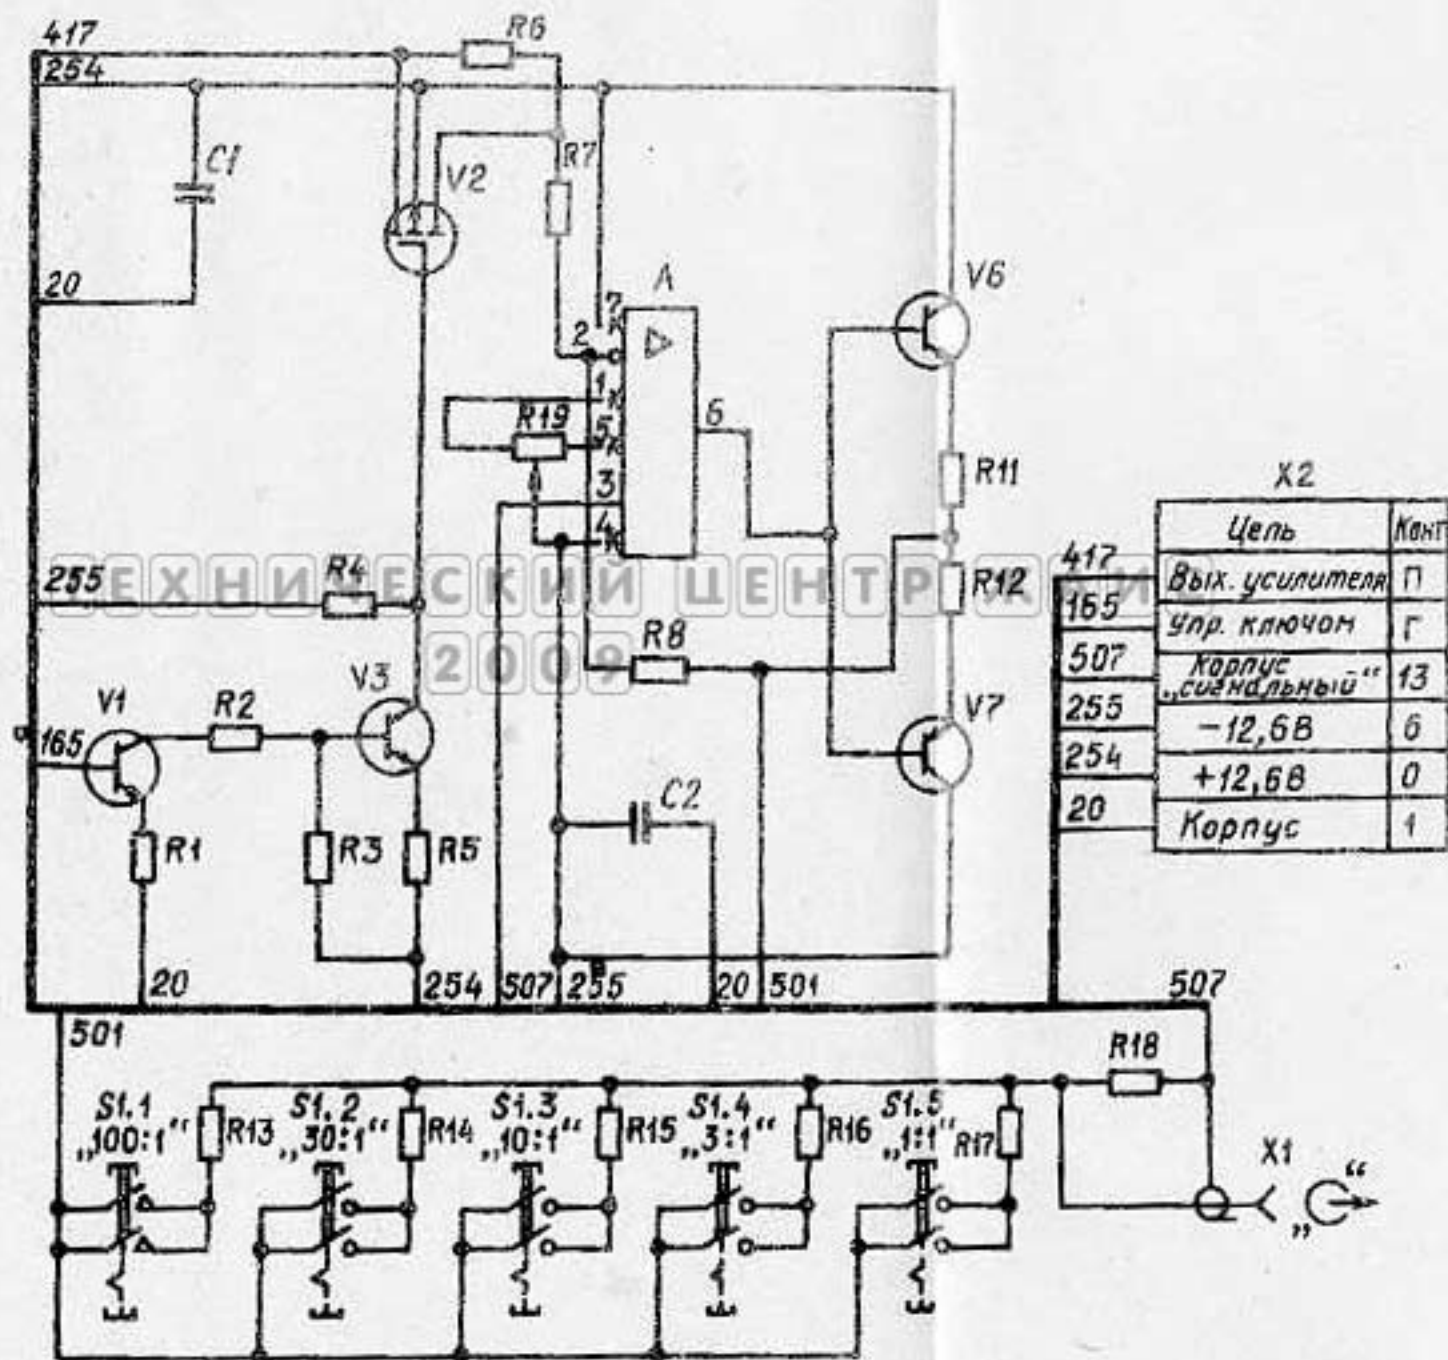 417
R6
254
C1
V2
R7
20
A
V6
7
2
1
R19
5
6
3
4
R11
X2
Цепь
Конт
417
Вых. усилителя
П
165
Упр. ключом
Г
507
Корпус „сигнальный“
13
255
-12,6В
6
254
+12,6В
0
20
Корпус
1
ТЕХНИЧЕСКИЙ ЦЕНТР ЖАИС
2009
255
R4
R12
R8
V3
V1
R2
V7
165
C2
R1
R3
R5
20
254
507
255
20
501
507
501
R18
S1.1
„100:1“
R13
S1.2
„30:1“
R14
S1.3
„10:1“
R15
S1.4
„3:1“
R16
S1.5
„1:1“
R17
X1